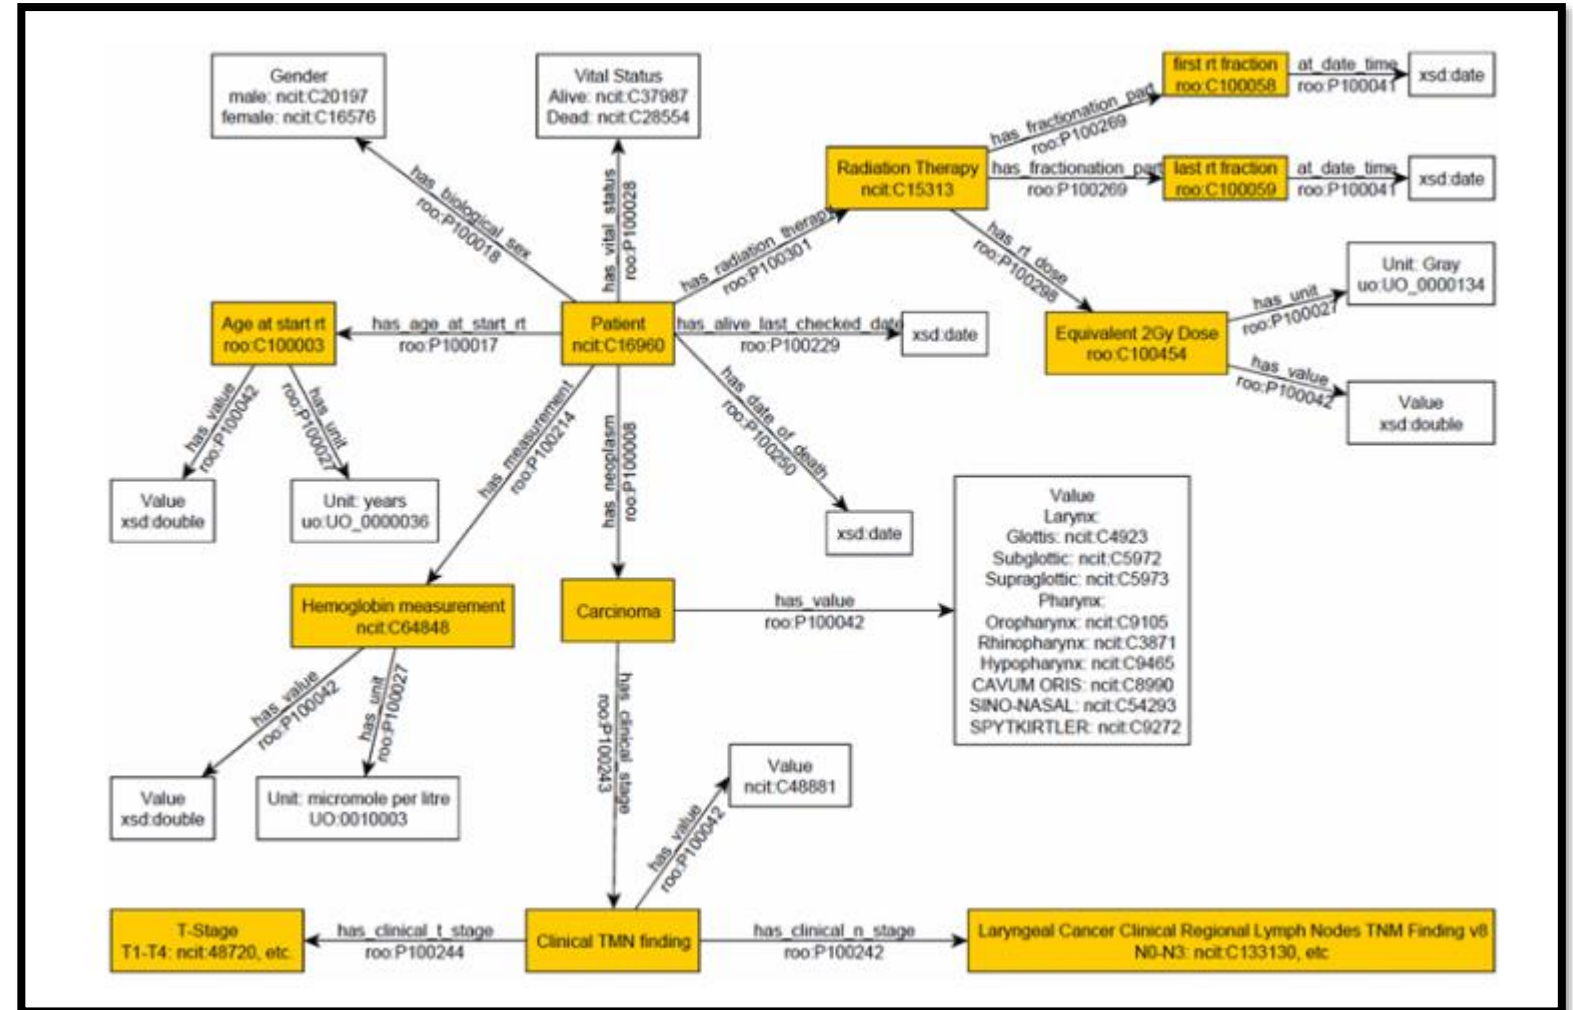 Gender
male: ncit:C20197
female: ncit:C16576
Vital Status
Alive: ncit:C37987
Dead: ncit:C28554
first rt fraction
roo:C100058
at_date_time
roo:P100041
xsd:date
has_fractionation_part
roo:P100269
Radiation Therapy
ncit:C15313
has_fractionation_part
roo:P100269
last rt fraction
roo:C100059
at_date_time
roo:P100041
xsd:date
has_biological_sex
roo:P100018
has_vital_status
roo:P100028
has_radiation_therapy
roo:P100301
has_rt_dose
roo:P100298
Unit: Gray
uo:UO_0000134
has_unit
roo:P100027
Age at start rt
roo:C100003
has_age_at_start_rt
roo:P100017
Patient
ncit:C16960
has_alive_last_checked_date
roo:P100229
xsd:date
Equivalent 2Gy Dose
roo:C100454
has_value
roo:P100042
Value
xsd:double
has_value
roo:P100042
has_unit
roo:P100027
has_measurement
roo:P100214
has_neoplasm
roo:P100008
has_date_of_death
roo:P100250
Value
xsd:double
Unit: years
uo:UO_0000036
xsd:date
Value
Larynx:
Glottis: ncit:C4923
Subglottic: ncit:C5972
Supraglottic: ncit:C5973
Pharynx:
Oropharynx: ncit:C9105
Rhinopharynx: ncit:C3871
Hypopharynx: ncit:C9465
CAVUM ORIS: ncit:C8990
SINO-NASAL: ncit:C54293
SPYTKIRTLER: ncit:C9272
Hemoglobin measurement
ncit:C64848
Carcinoma
has_value
roo:P100042
has_value
roo:P100042
has_unit
roo:P100027
has_clinical_stage
roo:P100243
Value
xsd:double
Unit: micromole per litre
UO:0010003
Value
ncit:C48881
has_value
roo:P100042
T-Stage
T1-T4: ncit:48720, etc.
has_clinical_t_stage
roo:P100244
Clinical TMN finding
has_clinical_n_stage
roo:P100242
Laryngeal Cancer Clinical Regional Lymph Nodes TNM Finding v8
N0-N3: ncit:C133130, etc